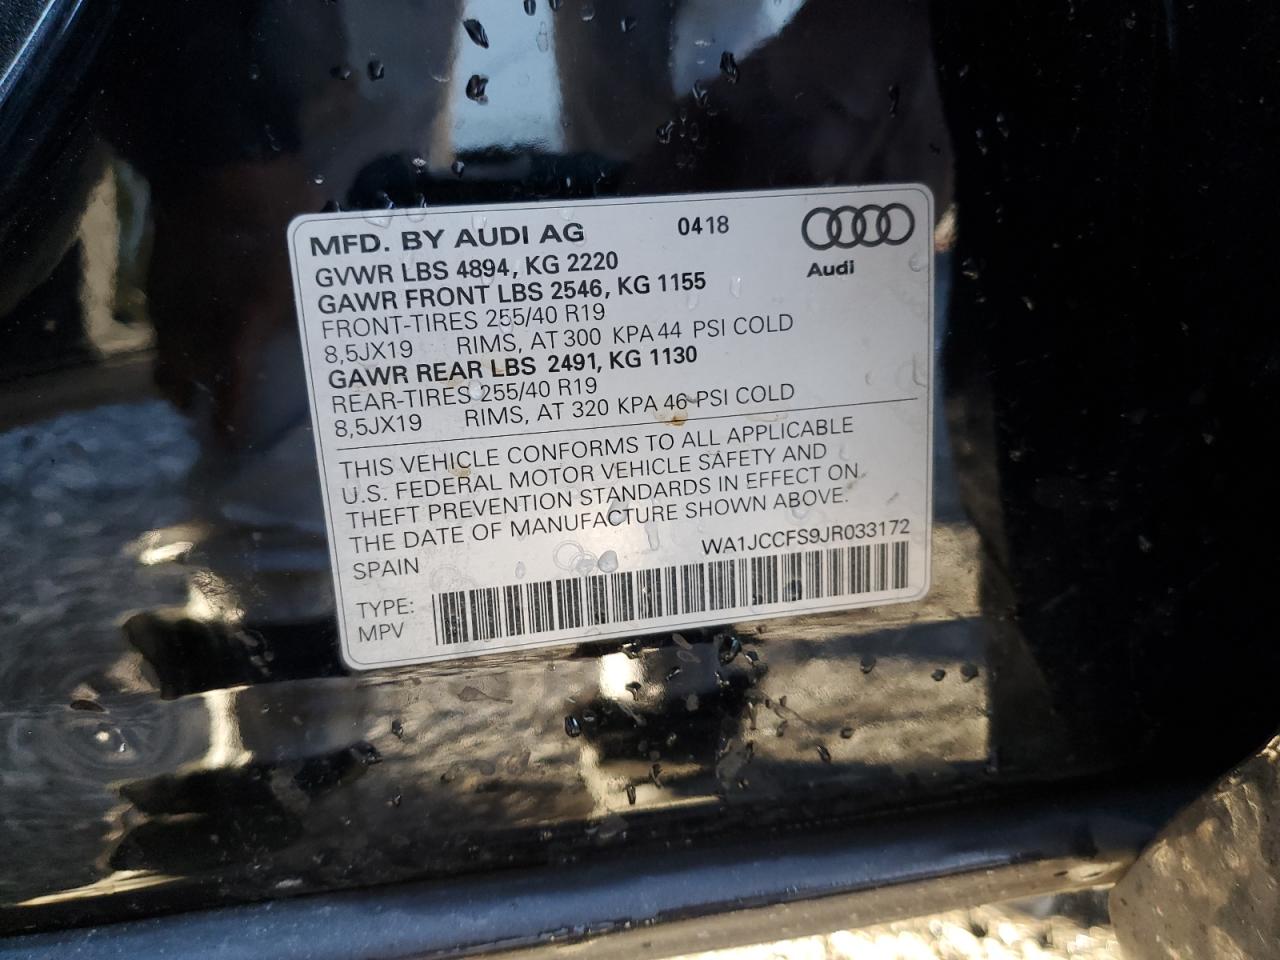 MFD. BY AUDI AG 0418
Audi
GVWR LBS 4894, KG 2220
GAWR FRONT LBS 2546, KG 1155
FRONT-TIRES 255/40 R19
8,5JX19 RIMS, AT 300 KPA 44 PSI COLD
GAWR REAR LBS 2491, KG 1130
REAR-TIRES 255/40 R19
8,5JX19 RIMS, AT 320 KPA 46 PSI COLD
THIS VEHICLE CONFORMS TO ALL APPLICABLE
U.S. FEDERAL MOTOR VEHICLE SAFETY AND
THEFT PREVENTION STANDARDS IN EFFECT ON
THE DATE OF MANUFACTURE SHOWN ABOVE.
SPAIN WA1JCCFS9JR033172
TYPE:
MPV